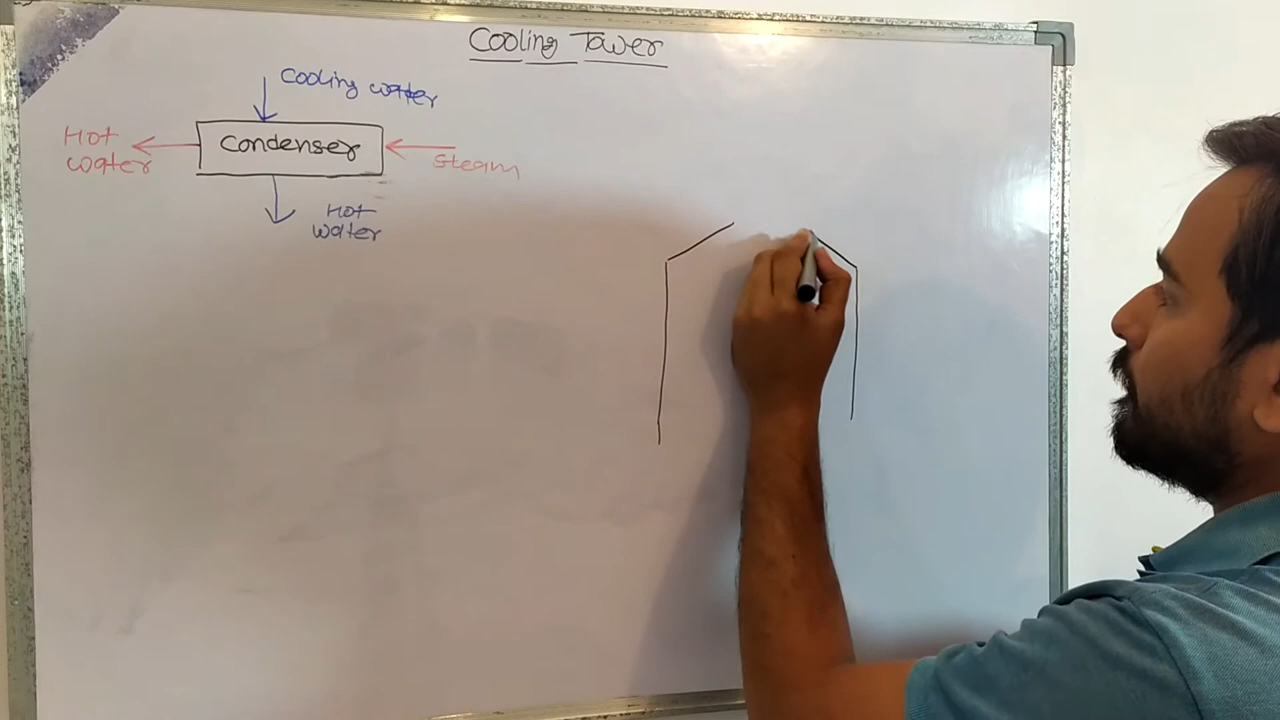 Cooling Tower
Cooling water
Hot
water
Condenser
Steam
Hot
water